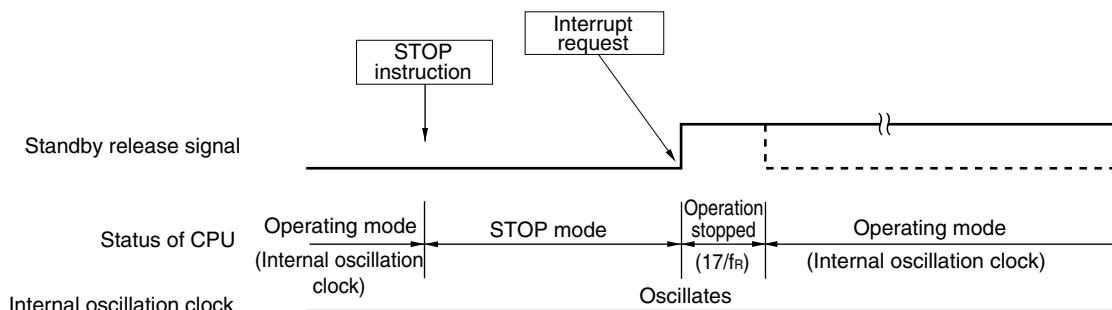 Interrupt
request
STOP
instruction
Standby release signal
Status of CPU
Operating mode
(Internal oscillation
clock)
STOP mode
Operation
stopped
(17/fR)
Operating mode
(Internal oscillation clock)
Internal oscillation clock
Oscillates